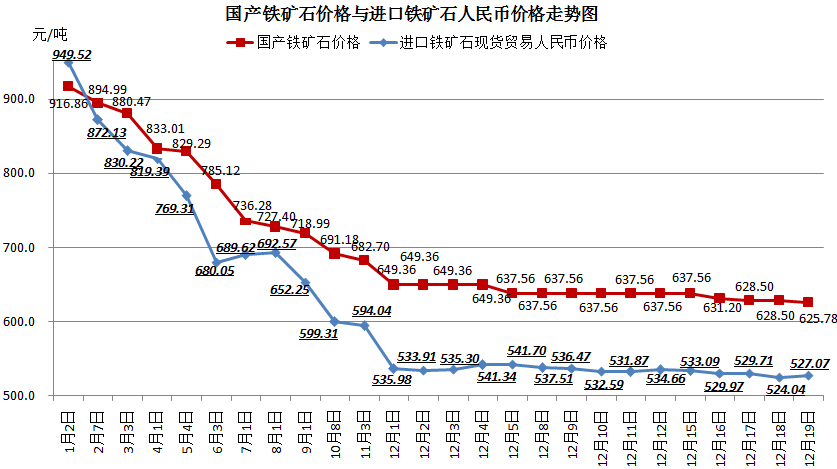 国产铁矿石价格与进口铁矿石人民币价格走势图
元/吨
国产铁矿石价格 进口铁矿石现货贸易人民币价格
949.52
916.86 894.99 880.47 833.01 829.29 785.12 736.28 727.40 718.99 691.18 682.70 649.36 649.36 649.36 649.36 637.56 637.56 637.56 637.56 637.56 637.56 637.56 631.20 628.50 628.50 625.78
872.13 830.22 819.39 769.31 680.05 689.62 692.57 652.25 599.31 594.04 535.98 533.91 535.30 541.34 541.70 537.51 536.47 532.59 531.87 534.66 533.09 529.97 529.71 524.04 527.07
900.0
800.0
700.0
600.0
500.0
1月2日 2月7日 3月3日 4月1日 5月4日 6月3日 7月1日 8月1日 9月1日 10月8日 11月3日 12月1日 12月2日 12月3日 12月4日 12月5日 12月8日 12月9日 12月10日 12月11日 12月12日 12月15日 12月16日 12月17日 12月18日 12月19日